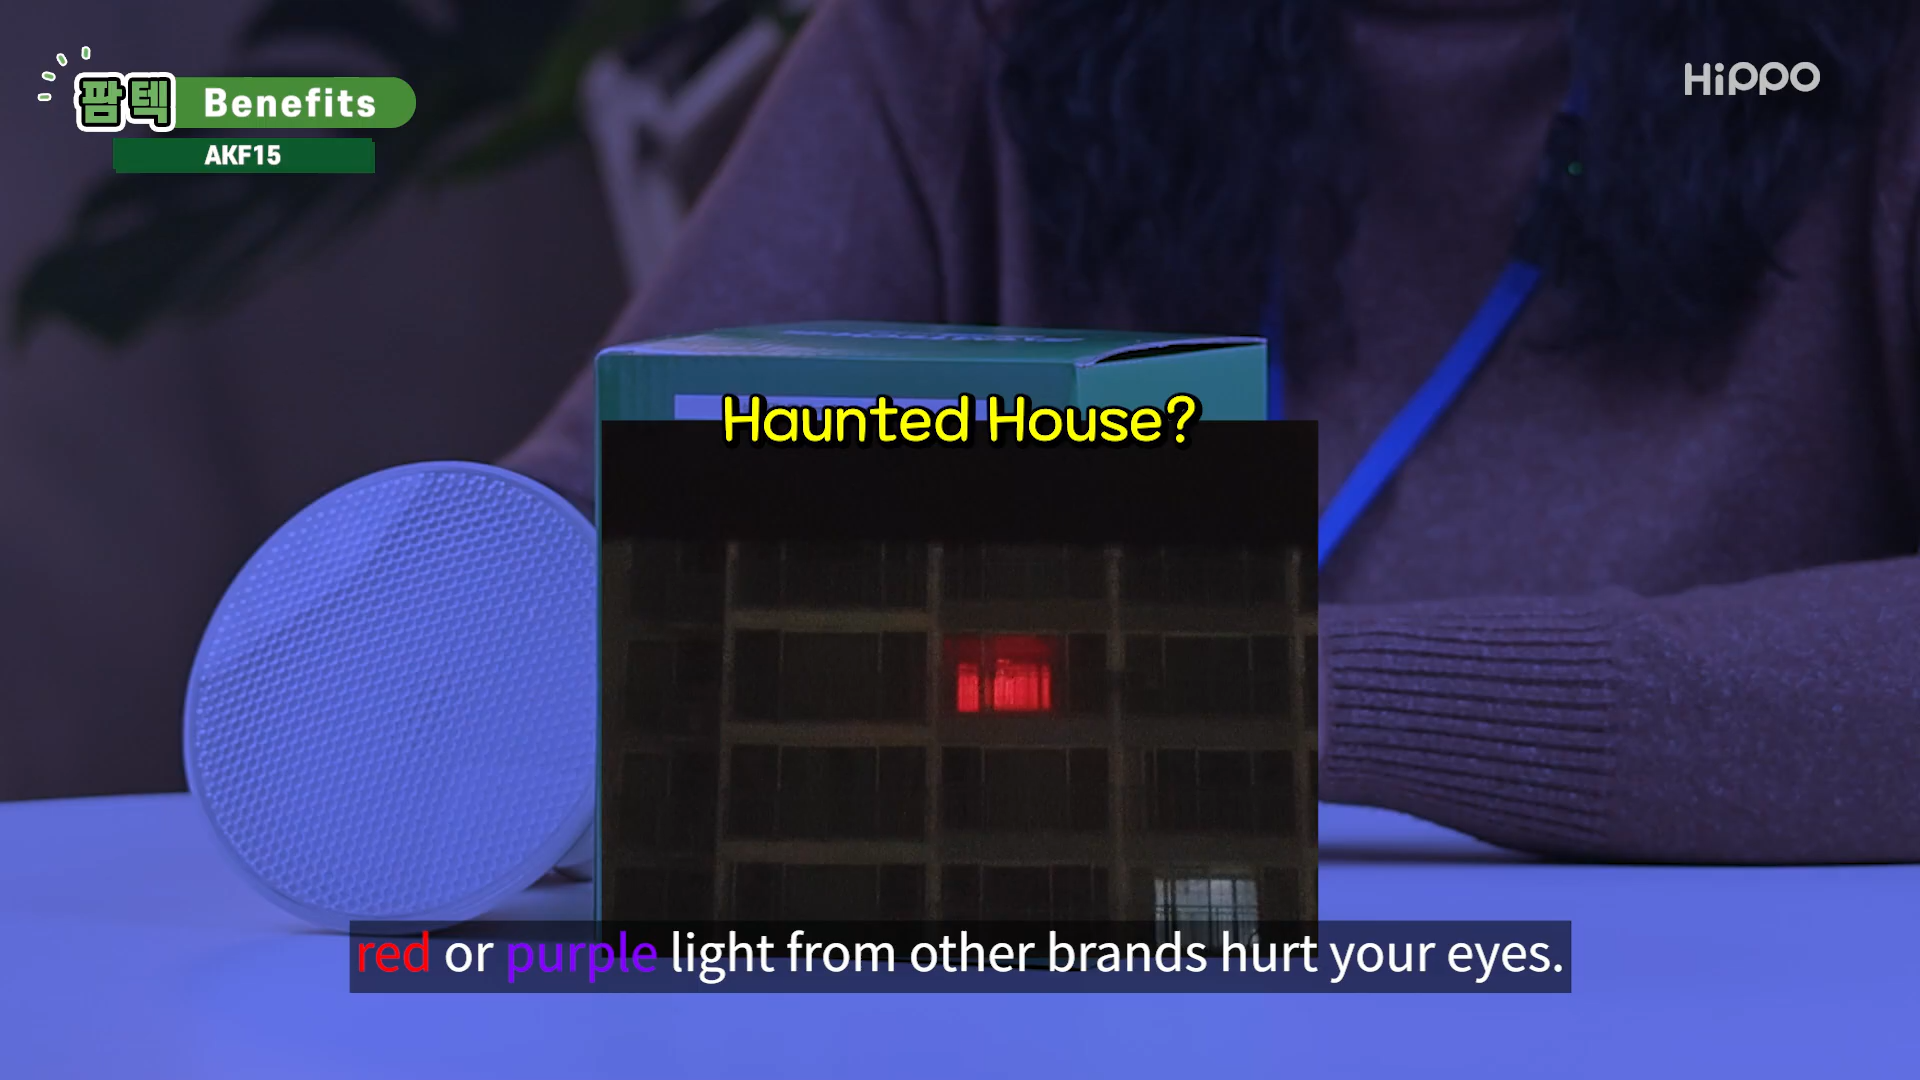 팜텍 Benefits
AKF15
Hippo
Haunted House?
red or purple light from other brands hurt your eyes.